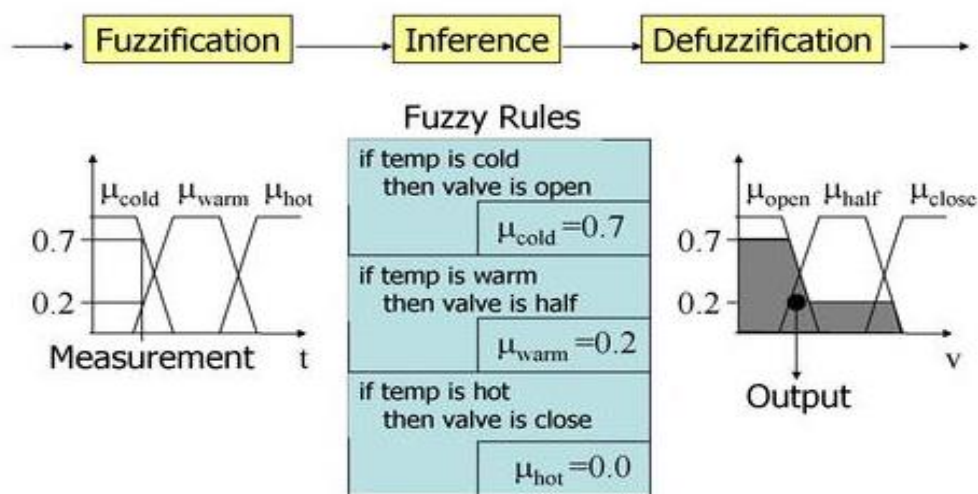 Fuzzification
Inference
Defuzzification
Fuzzy Rules
if temp is cold
then valve is open
μcold =0.7
if temp is warm
then valve is half
μwarm =0.2
if temp is hot
then valve is close
μhot =0.0
μcold μwarm μhot
0.7
0.2
Measurement t
μopen μhalf μclose
0.7
0.2
v
Output